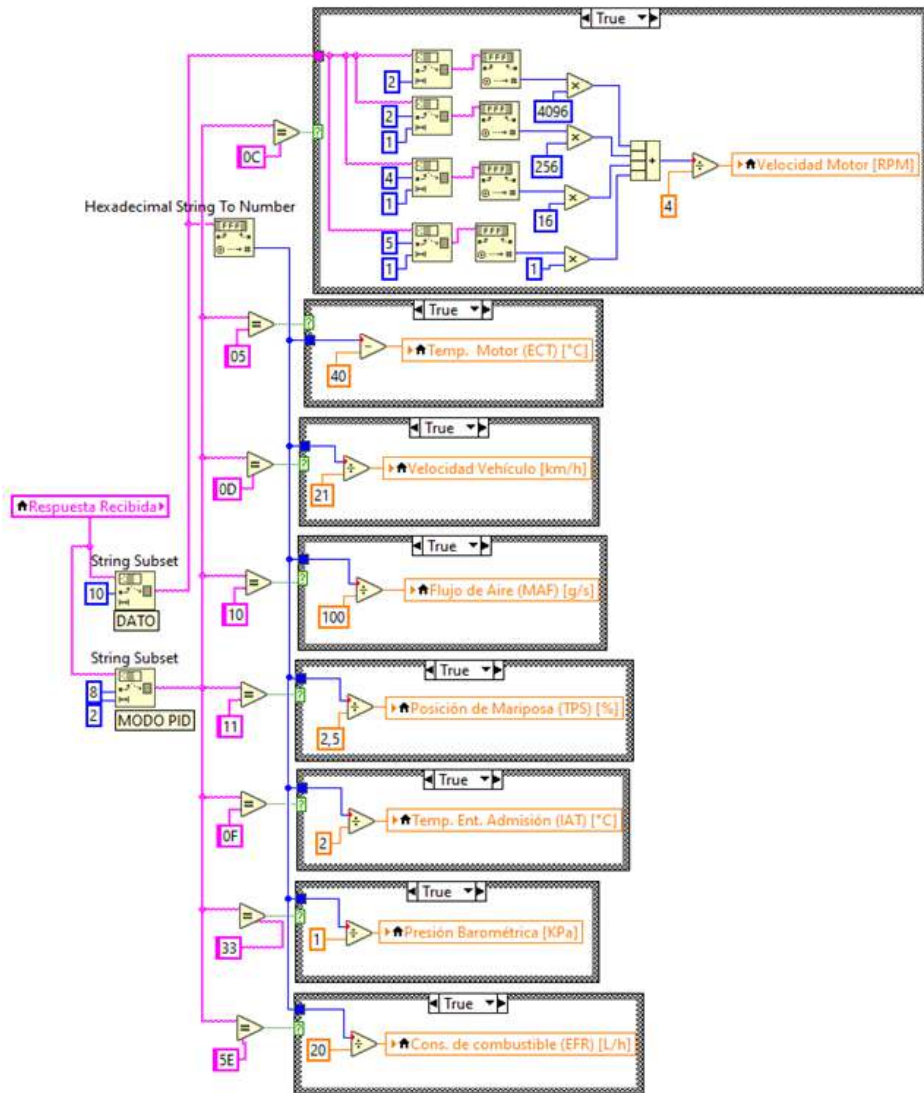 True
2
4096
2
1
0C
256
+
Velocidad Motor [RPM]
4
1
16
4
Hexadecimal String To Number
5
1
1
True
05
Temp. Motor (ECT) [°C]
40
True
Velocidad Vehículo [km/h]
0D
21
Respuesta Recibida
True
String Subset
10
DATO
Flujo de Aire (MAF) [g/s]
10
100
String Subset
8
2
MODO PID
True
Posición de Mariposa (TPS) [%]
11
2,5
True
Temp. Ent. Admisión (IAT) [°C]
0F
2
True
Presión Barométrica [KPa]
33
1
True
Cons. de combustible (EFR) [L/h]
5E
20